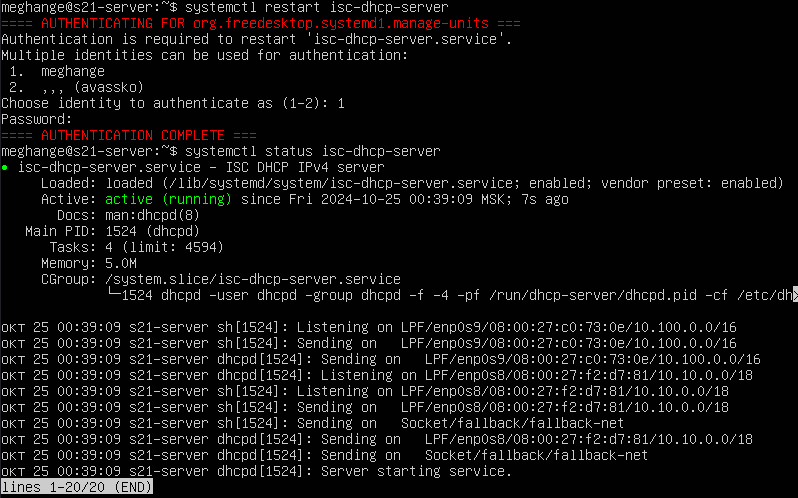 meghange@s21-server:~$ systemctl restart isc-dhcp-server
==== AUTHENTICATING FOR org.freedesktop.systemd1.manage-units ===
Authentication is required to restart 'isc-dhcp-server.service'.
Multiple identities can be used for authentication:
 1.  meghange
 2.  ,,, (avassko)
Choose identity to authenticate as (1-2): 1
Password:
==== AUTHENTICATION COMPLETE ===
meghange@s21-server:~$ systemctl status isc-dhcp-server
● isc-dhcp-server.service - ISC DHCP IPv4 server
     Loaded: loaded (/lib/systemd/system/isc-dhcp-server.service; enabled; vendor preset: enabled)
     Active: active (running) since Fri 2024-10-25 00:39:09 MSK; 7s ago
       Docs: man:dhcpd(8)
   Main PID: 1524 (dhcpd)
      Tasks: 4 (limit: 4594)
     Memory: 5.0M
     CGroup: /system.slice/isc-dhcp-server.service
             └─1524 dhcpd -user dhcpd -group dhcpd -f -4 -pf /run/dhcp-server/dhcpd.pid -cf /etc/dh>
окт 25 00:39:09 s21-server sh[1524]: Listening on LPF/enp0s9/08:00:27:c0:73:0e/10.100.0.0/16
окт 25 00:39:09 s21-server sh[1524]: Sending on   LPF/enp0s9/08:00:27:c0:73:0e/10.100.0.0/16
окт 25 00:39:09 s21-server dhcpd[1524]: Sending on   LPF/enp0s9/08:00:27:c0:73:0e/10.100.0.0/16
окт 25 00:39:09 s21-server dhcpd[1524]: Listening on LPF/enp0s8/08:00:27:f2:d7:81/10.10.0.0/18
окт 25 00:39:09 s21-server sh[1524]: Listening on LPF/enp0s8/08:00:27:f2:d7:81/10.10.0.0/18
окт 25 00:39:09 s21-server sh[1524]: Sending on   LPF/enp0s8/08:00:27:f2:d7:81/10.10.0.0/18
окт 25 00:39:09 s21-server sh[1524]: Sending on   Socket/fallback/fallback-net
окт 25 00:39:09 s21-server dhcpd[1524]: Sending on   LPF/enp0s8/08:00:27:f2:d7:81/10.10.0.0/18
окт 25 00:39:09 s21-server dhcpd[1524]: Sending on   Socket/fallback/fallback-net
окт 25 00:39:09 s21-server dhcpd[1524]: Server starting service.
lines 1-20/20 (END)